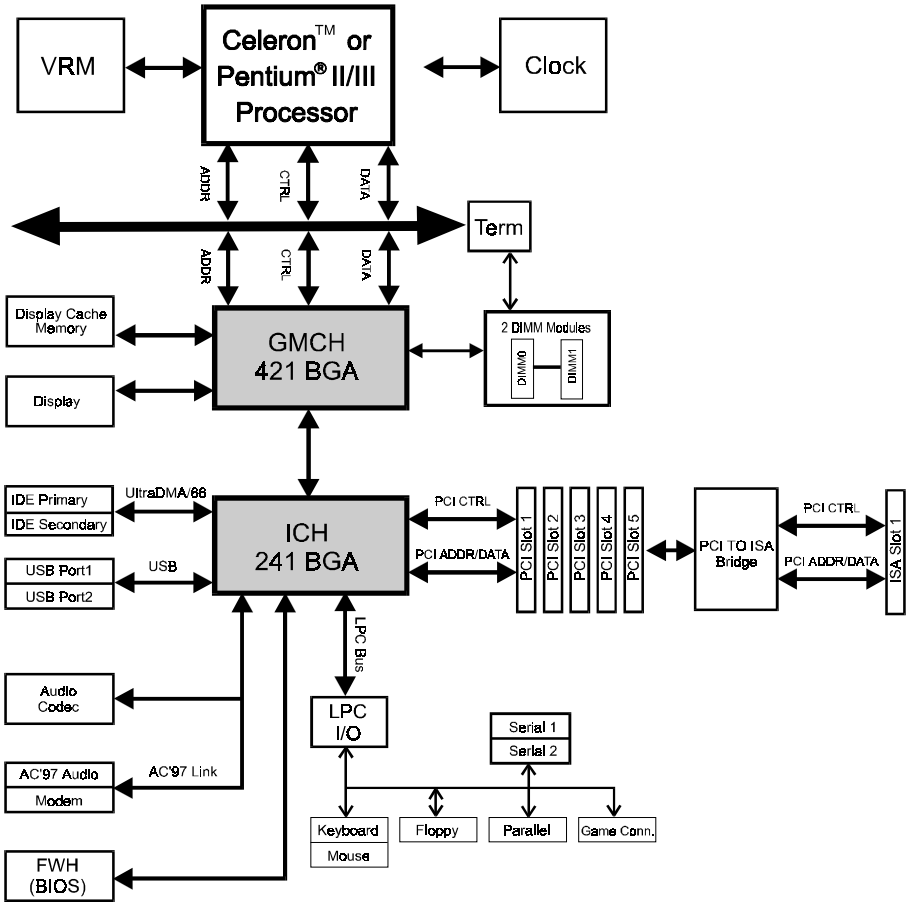 VRM
Celeron™ or
Pentium® II/III
Processor
Clock
ADDR
CTRL
DATA
Term
ADDR
CTRL
DATA
Display Cache
Memory
GMCH
421 BGA
2 DIMM Modules
DIMM0
DIMM1
Display
IDE Primary
IDE Secondary
UltraDMA/66
ICH
241 BGA
PCI CTRL
PCI ADDR/DATA
PCI Slot 1
PCI Slot 2
PCI Slot 3
PCI Slot 4
PCI Slot 5
PCI TO ISA
Bridge
PCI CTRL
PCI ADDR/DATA
ISA Slot 1
USB Port1
USB Port2
USB
LPC Bus
Audio
Codec
LPC
I/O
Serial 1
Serial 2
AC'97 Audio
Modem
AC'97 Link
Keyboard
Mouse
Floppy
Parallel
Game Conn.
FWH
(BIOS)